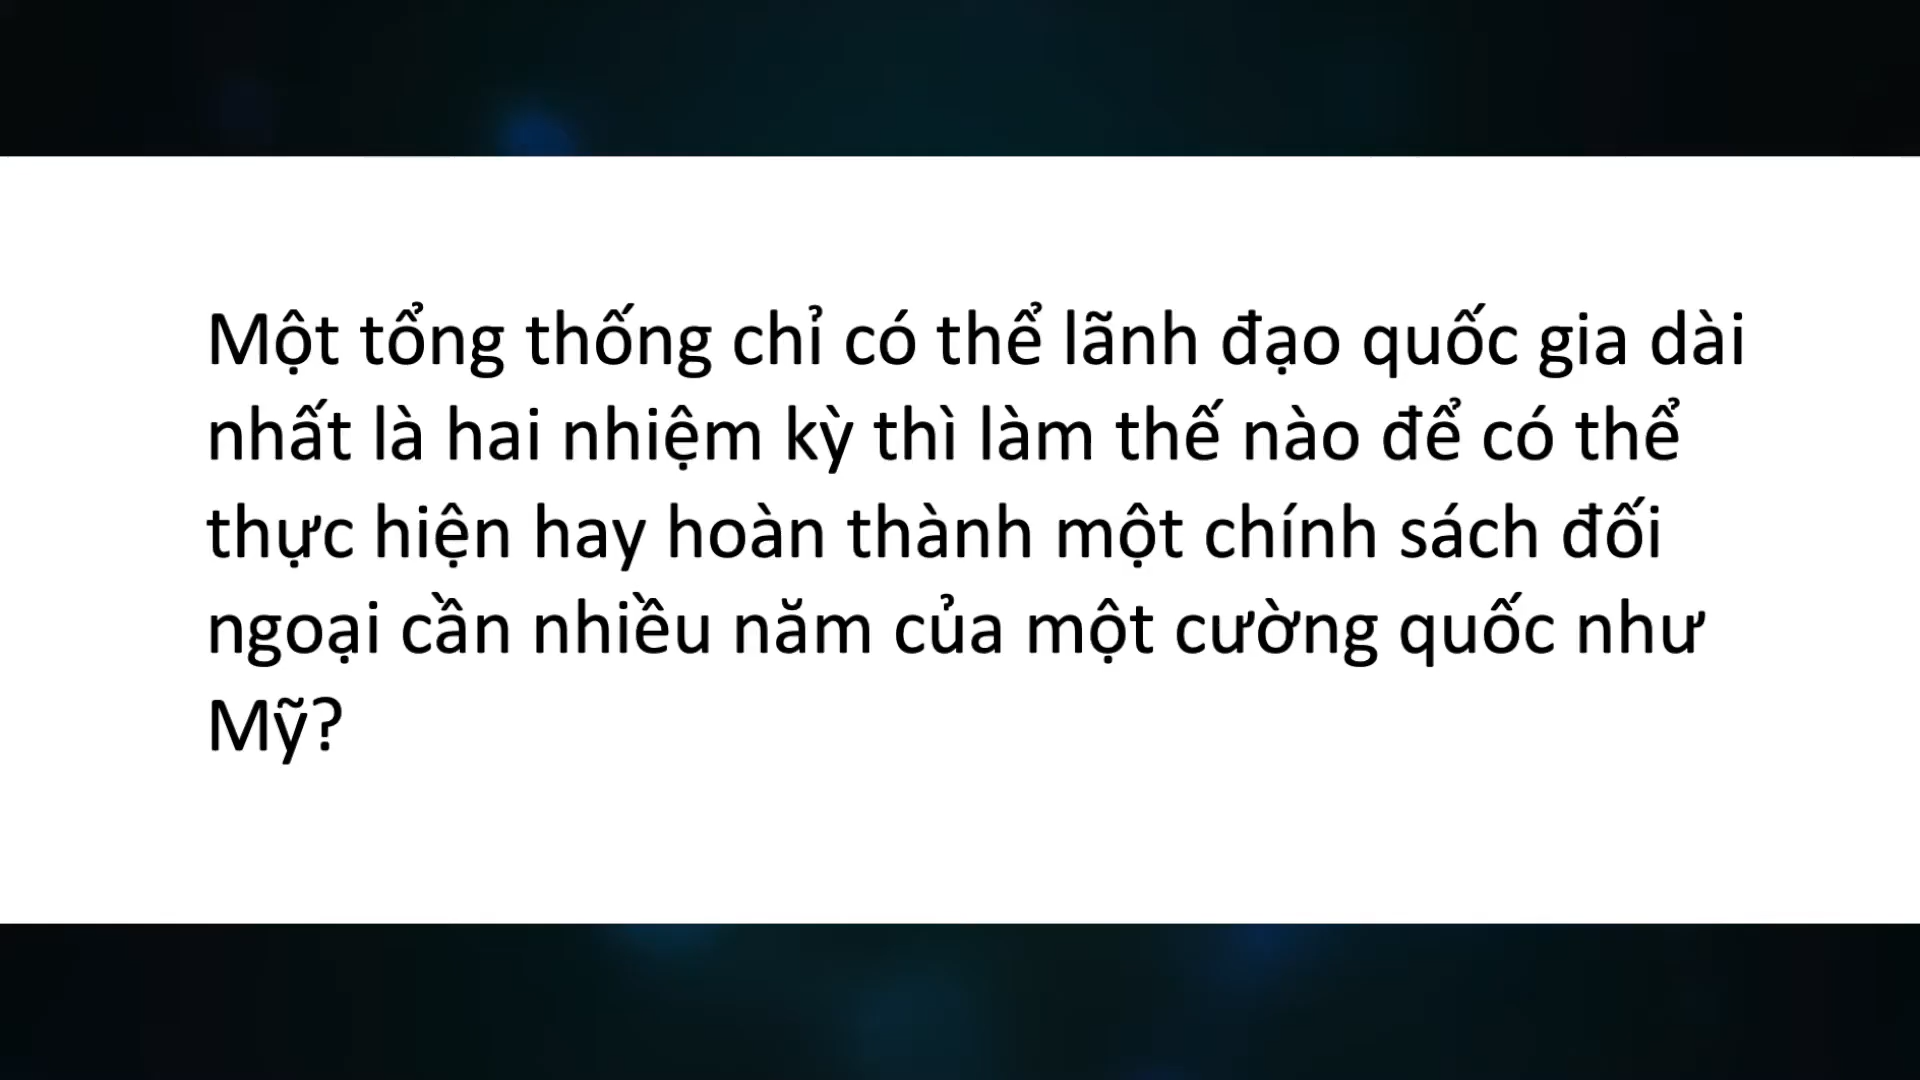 Một tổng thống chỉ có thể lãnh đạo quốc gia dài
nhất là hai nhiệm kỳ thì làm thế nào để có thể
thực hiện hay hoàn thành một chính sách đối
ngoại cần nhiều năm của một cường quốc như
Mỹ?